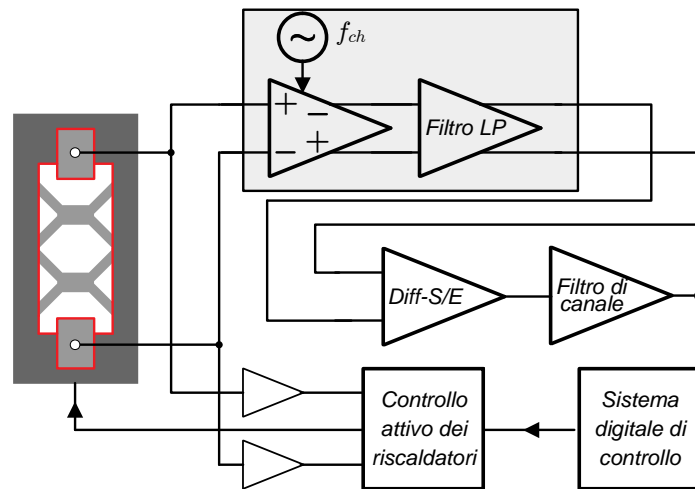 ~
f_ch
+
−
−
+
Filtro LP
Diff-S/E
Filtro di
canale
Controllo
attivo dei
riscaldatori
Sistema
digitale di
controllo